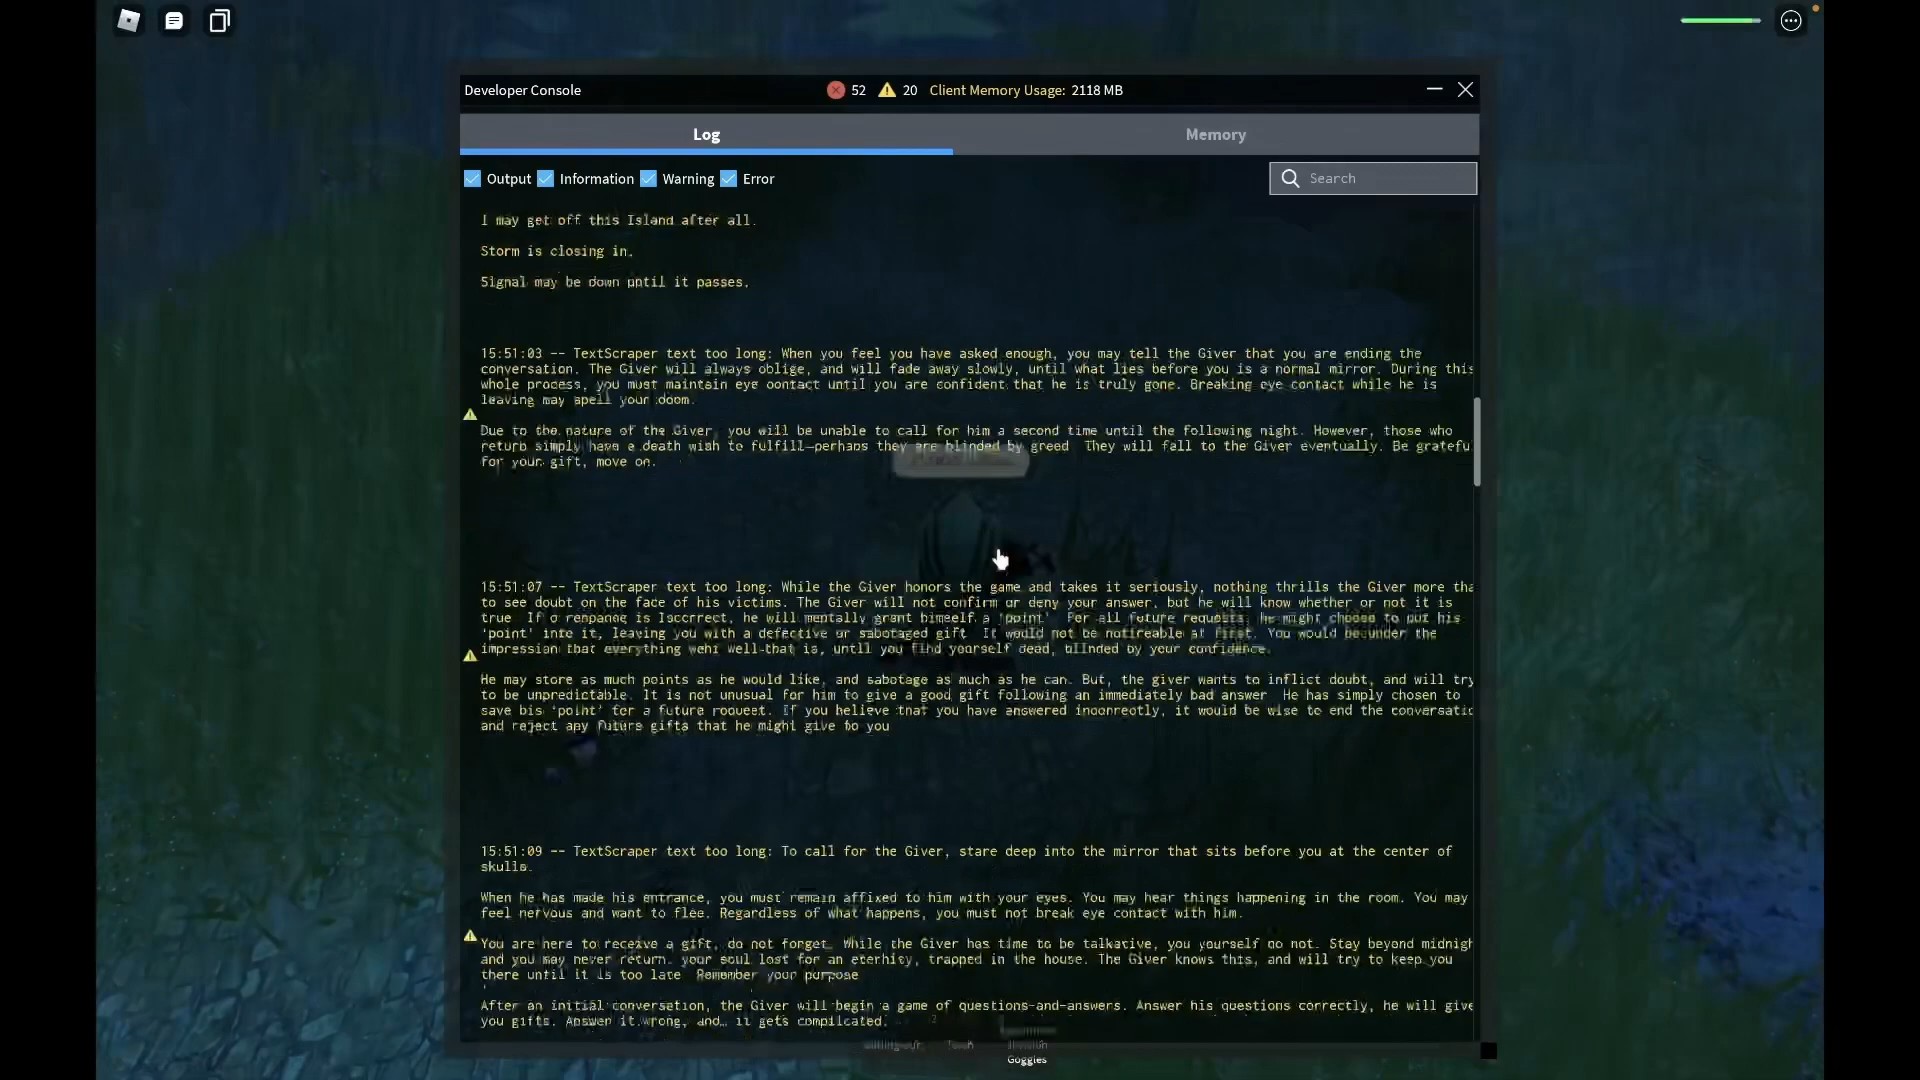 Developer Console
52
20
Client Memory Usage: 2118 MB
Log
Memory
Output
Information
Warning
Error
Search
I may get off this Island after all.
Storm is closing in.
Signal may be down until it passes.
15:51:03 -- TextScraper text too long: When you feel you have asked enough, you may tell the Giver that you are ending the
conversation. The Giver will always oblige, and will fade away slowly, until what lies before you is a normal mirror. During this
whole process, you must maintain eye contact until you are confident that he is truly gone. Breaking eye contact while he is
leaving may spell your doom.
Due to the nature of the Giver, you will be unable to call for him a second time until the following night. However, those who
return simply have a death wish to fulfill—perhaps they are blinded by greed. They will fall to the Giver eventually. Be gratefu
for your gift, move on.
15:51:07 -- TextScraper text too long: While the Giver honors the game and takes it seriously, nothing thrills the Giver more tha
to see doubt on the face of his victims. The Giver will not confirm or deny your answer, but he will know whether or not it is
true. If is he will mentally grant himself a 'point'. For all future requests, he might choose to put his
'point' into it, leaving you with a defective or sabotaged gift. It would not be noticeable at first. You would be under the
impression that everything went well-that is, until you find yourself dead, blinded by your confidence.
He may store as much points as he would like, and sabotage as much as he can. But, the giver wants to inflict doubt, and will try
to be unpredictable. It is not unusual for him to give a good gift following an immediately bad answer. He has simply chosen to
save his 'point' for a future request. If you believe that you have answered incorrectly, it would be wise to end the conversatio
and reject any future gifts that he might give to you
15:51:09 -- TextScraper text too long: To call for the Giver, stare deep into the mirror that sits before you at the center of
skulls.
When he has made his entrance, you must remain affixed to him with your eyes. You may hear things happening in the room. You may
feel nervous and want to flee. Regardless of what happens, you must not break eye contact with him.
You are here to receive a gift, do not forget. While the Giver has time to be talkative, you yourself do not. Stay beyond midnigh
and you may never return. your soul lost for an eternity, trapped in the house. The Giver knows this, and will try to keep you
there until it is too late. Remember your purpose
After an initial conversation, the Giver will begin a game of questions-and-answers. Answer his questions correctly, he will give
you gifts. Answer it wrong, and… it gets complicated.
Goggles